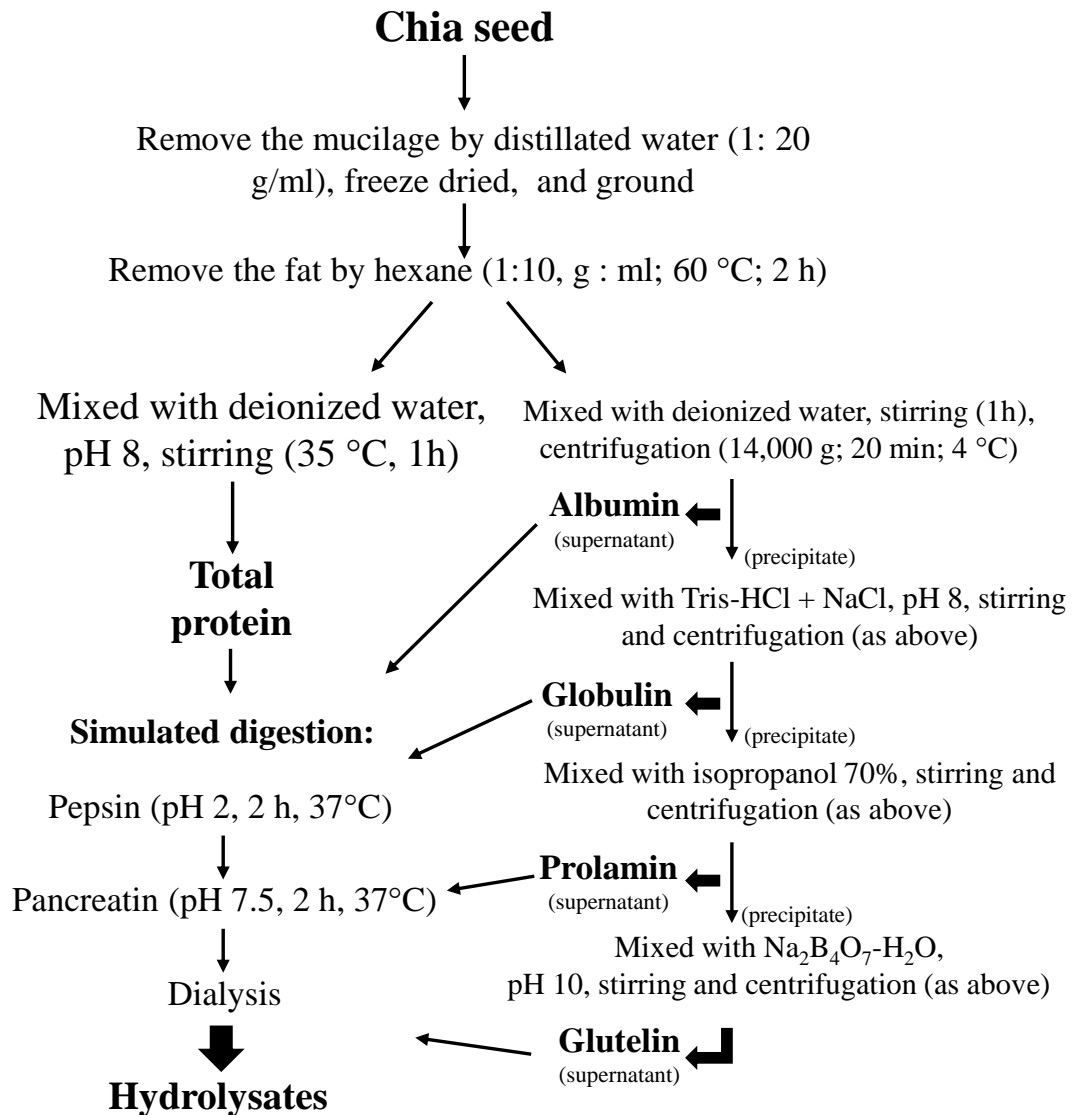 Chia seed
Remove the mucilage by distillated water (1: 20
g/ml), freeze dried, and ground
Remove the fat by hexane (1:10, g : ml; 60 °C; 2 h)
Mixed with deionized water,
pH 8, stirring (35 °C, 1h)
Total
protein
Simulated digestion:
Pepsin (pH 2, 2 h, 37°C)
Pancreatin (pH 7.5, 2 h, 37°C)
Dialysis
Hydrolysates
Mixed with deionized water, stirring (1h),
centrifugation (14,000 g; 20 min; 4 °C)
Albumin
(supernatant)
(precipitate)
Mixed with Tris-HCl + NaCl, pH 8, stirring
and centrifugation (as above)
Globulin
(supernatant)
(precipitate)
Mixed with isopropanol 70%, stirring and
centrifugation (as above)
Prolamin
(supernatant)
(precipitate)
Mixed with Na₂B₄O₇-H₂O,
pH 10, stirring and centrifugation (as above)
Glutelin
(supernatant)